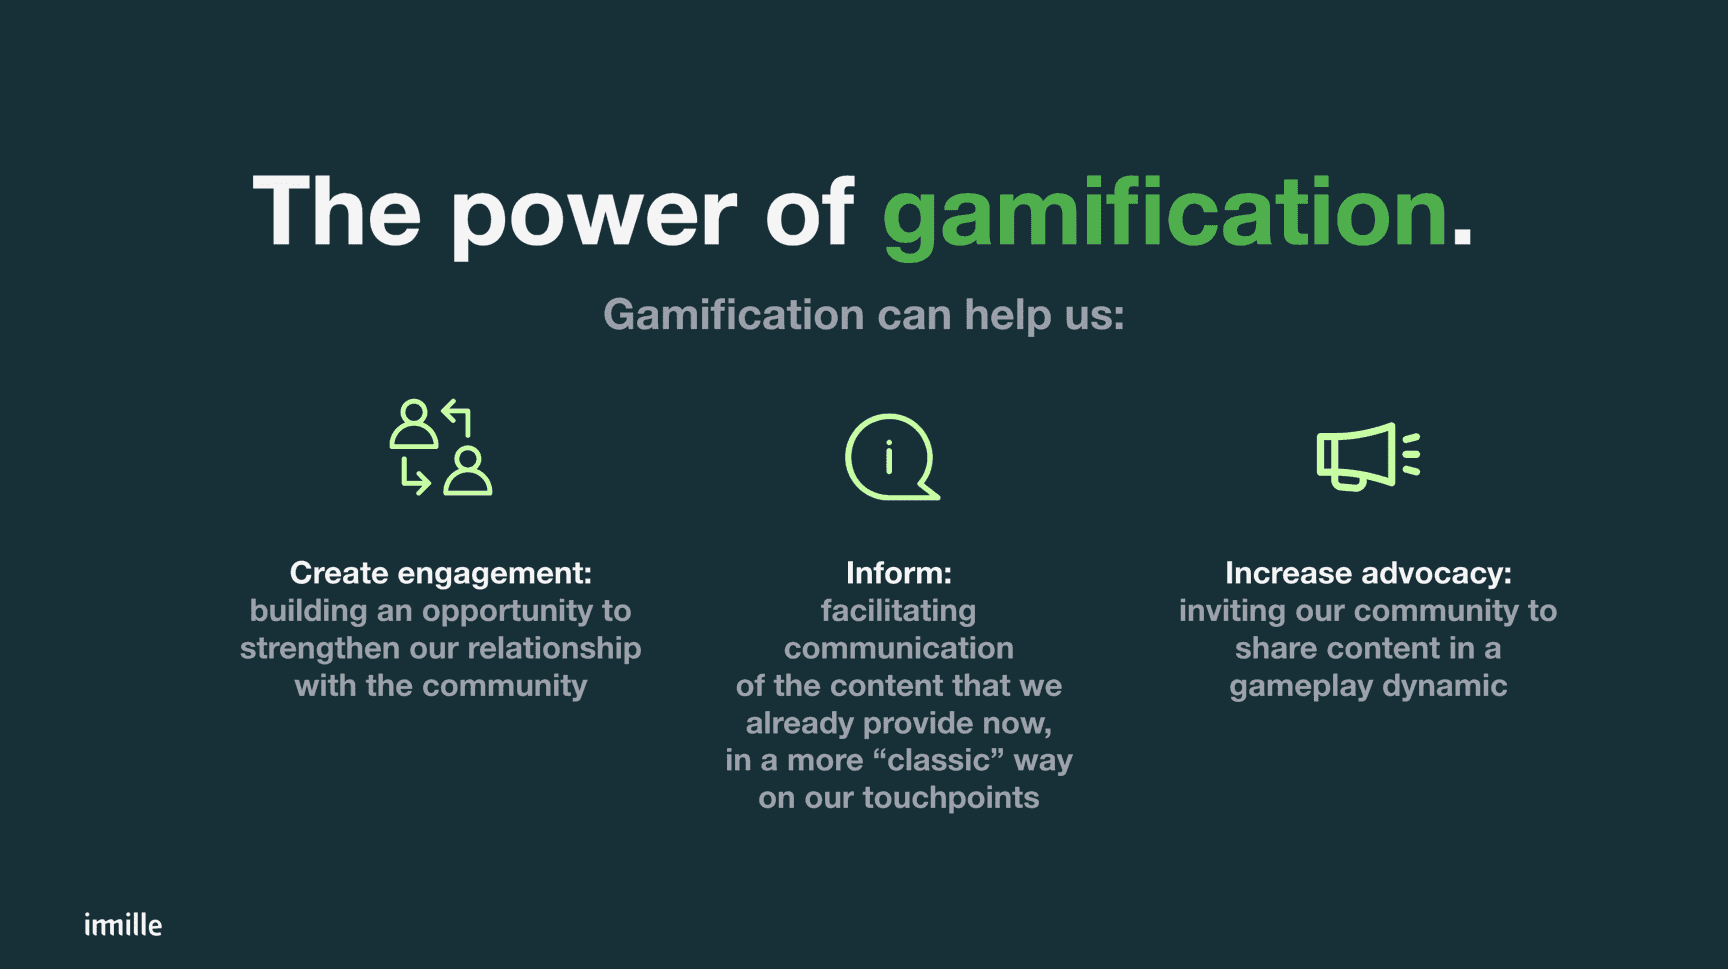 The power of gamification.
Gamification can help us:
Create engagement:
building an opportunity to
strengthen our relationship
with the community
Inform:
facilitating
communication
of the content that we
already provide now,
in a more “classic” way
on our touchpoints
Increase advocacy:
inviting our community to
share content in a
gameplay dynamic
imille